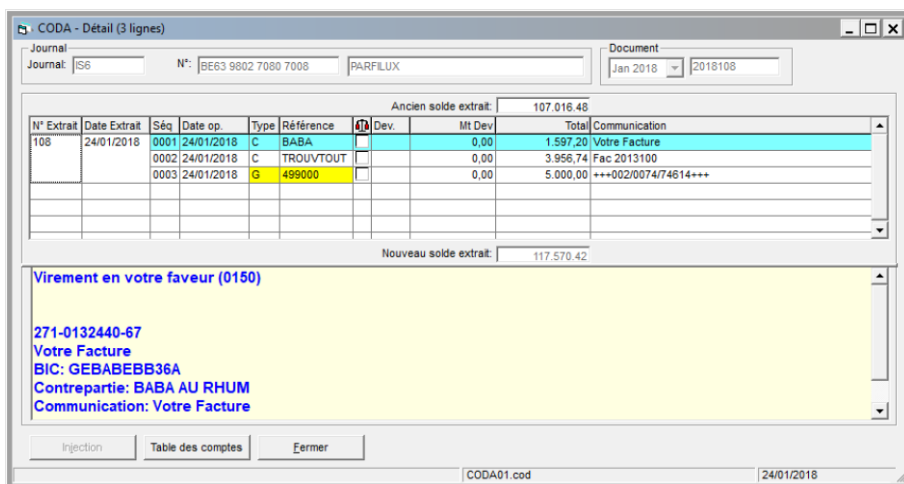 CODA - Détail (3 lignes)
Journal
Journal: IS6 N°: BE63 9802 7080 7008 PARFILUX
Document
Jan 2018 2018108
Ancien solde extrait: 107.016.48
N° Extrait Date Extrait Séq Date op. Type Référence Dev. Mt Dev Total Communication
108 24/01/2018 0001 24/01/2018 C BABA 0,00 1.597,20 Votre Facture
0002 24/01/2018 C TROUVTOUT 0,00 3.956,74 Fac 2013100
0003 24/01/2018 G 499000 0,00 5.000,00 +++002/0074/74614+++
Nouveau solde extrait: 117.570.42
Virement en votre faveur (0150)
271-0132440-67
Votre Facture
BIC: GEBABEBB36A
Contrepartie: BABA AU RHUM
Communication: Votre Facture
Injection Table des comptes Fermer
CODA01.cod 24/01/2018